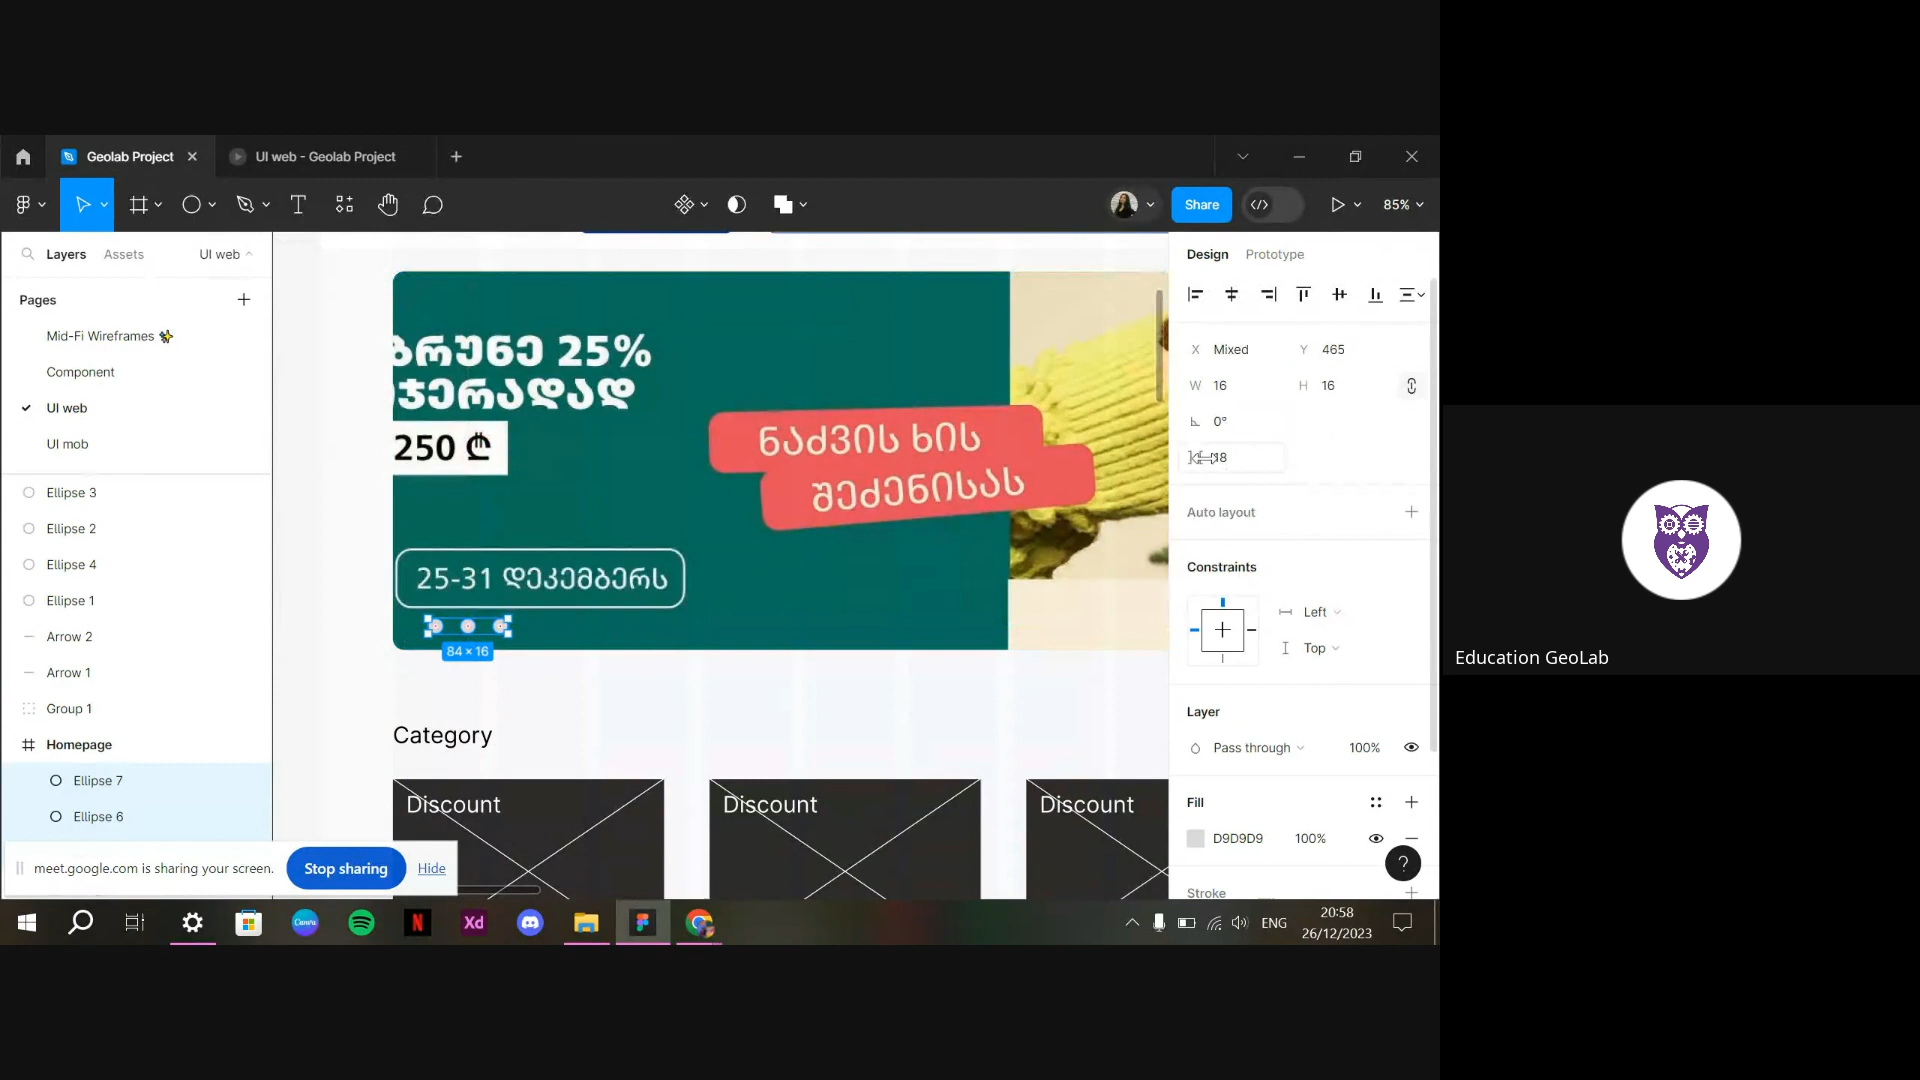 Geolab Project
UI web - Geolab Project
Share
85%
Layers
Assets
UI web
Pages
Mid-Fi Wireframes ✨
Component
UI web
UI mob
Ellipse 3
Ellipse 2
Ellipse 4
Ellipse 1
Arrow 2
Arrow 1
Group 1
Homepage
Ellipse 7
Ellipse 6
25%
250 ₾
ნაძვის ხის
შეძენისას
25-31 დეკემბერს
84 × 16
Category
Discount
Discount
Discount
Design
Prototype
X Mixed
Y 465
W 16
H 16
0°
18
Auto layout
Constraints
Left
Top
Layer
Pass through
100%
Fill
D9D9D9
100%
Stroke
?
meet.google.com is sharing your screen.
Stop sharing
Hide
Canva
N
Xd
ENG
20:58
26/12/2023
Education GeoLab